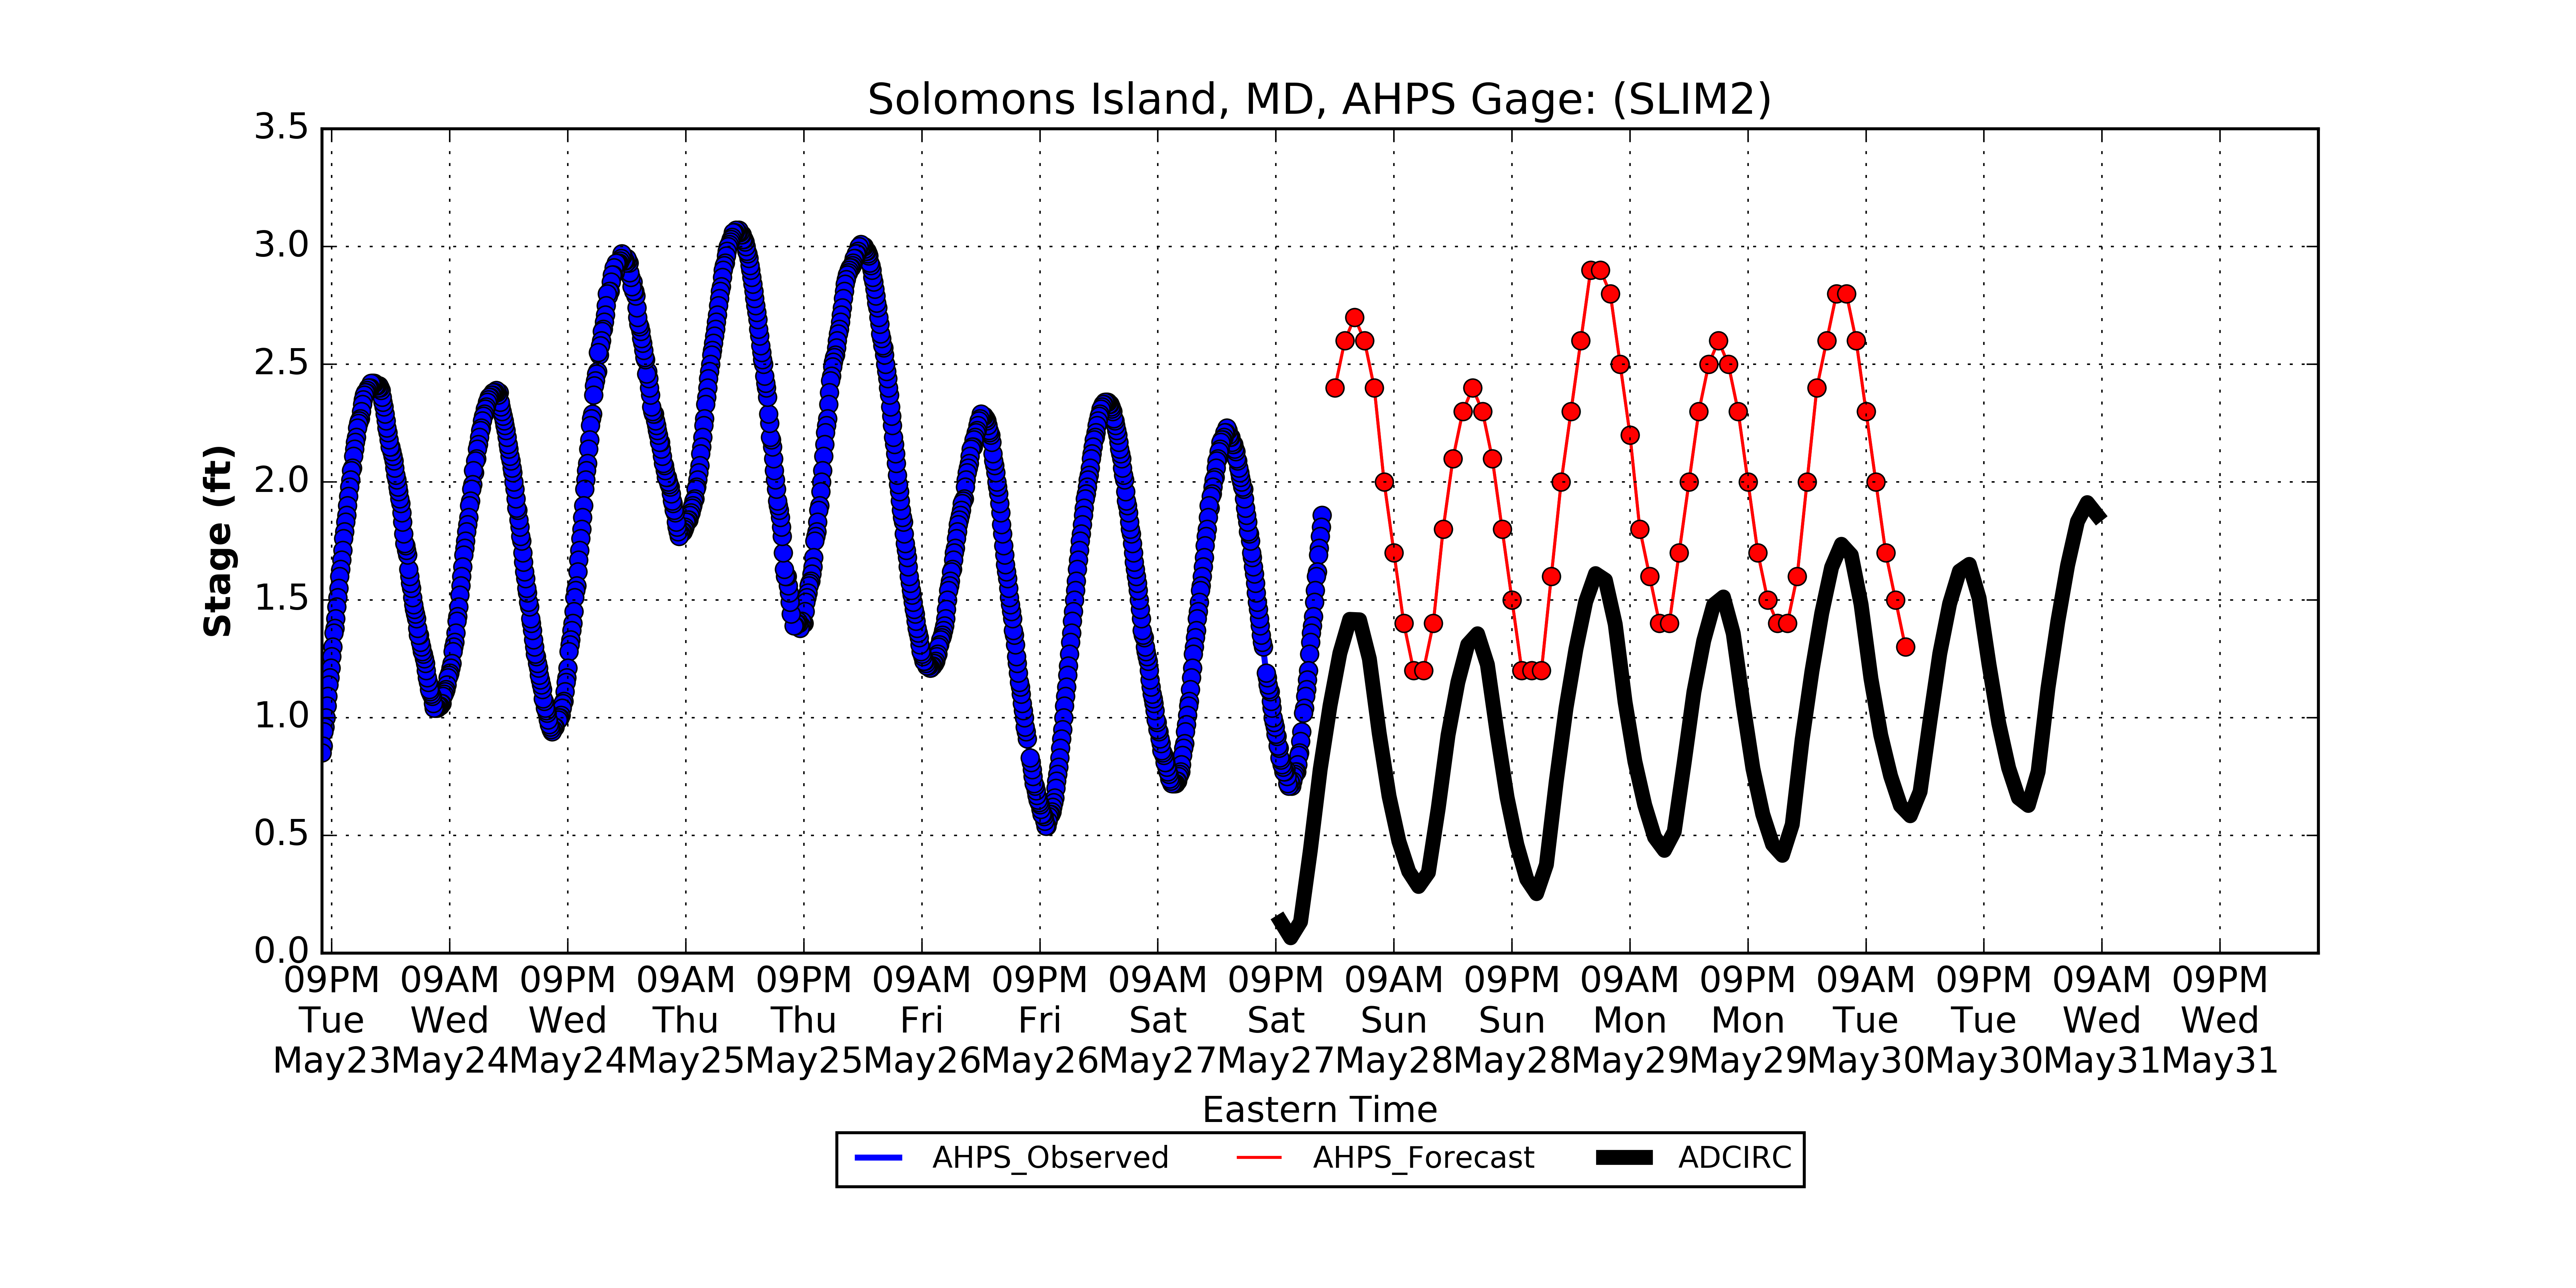 Solomons Island, MD, AHPS Gage: (SLIM2)
3.5
3.0
2.5
2.0
1.5
1.0
0.5
0.0
Stage (ft)
09PM 09AM 09PM 09AM 09PM 09AM 09PM 09AM 09PM 09AM 09PM 09AM 09PM 09AM 09PM 09AM 09PM
Tue Wed Wed Thu Thu Fri Fri Sat Sat Sun Sun Mon Mon Tue Tue Wed Wed
May23 May24 May24 May25 May25 May26 May26 May27 May27 May28 May28 May29 May29 May30 May30 May31 May31
Eastern Time
AHPS_Observed AHPS_Forecast ADCIRC